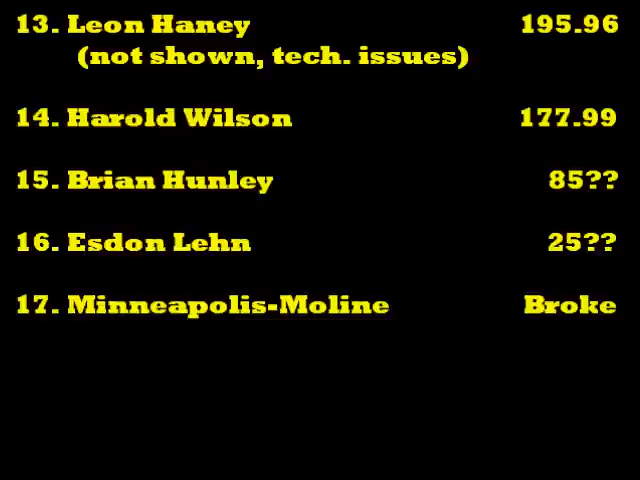 13. Leon Haney 195.96
(not shown, tech. issues)
14. Harold Wilson 177.99
15. Brian Hunley 85??
16. Esdon Lehn 25??
17. Minneapolis-Moline Broke